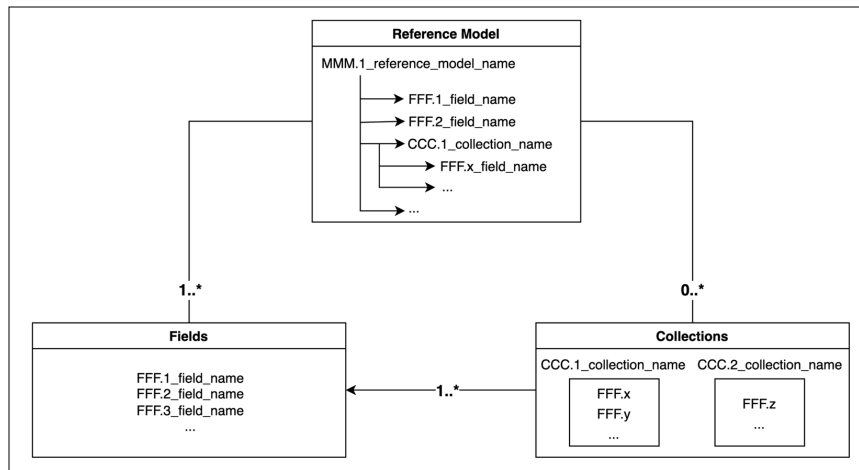 Reference Model
MMM.1_reference_model_name
FFF.1_field_name
FFF.2_field_name
CCC.1_collection_name
FFF.x_field_name
...
...
1..*
0..*
Fields
FFF.1_field_name
FFF.2_field_name
FFF.3_field_name
...
1..*
Collections
CCC.1_collection_name CCC.2_collection_name
FFF.x
FFF.y
...
FFF.z
...